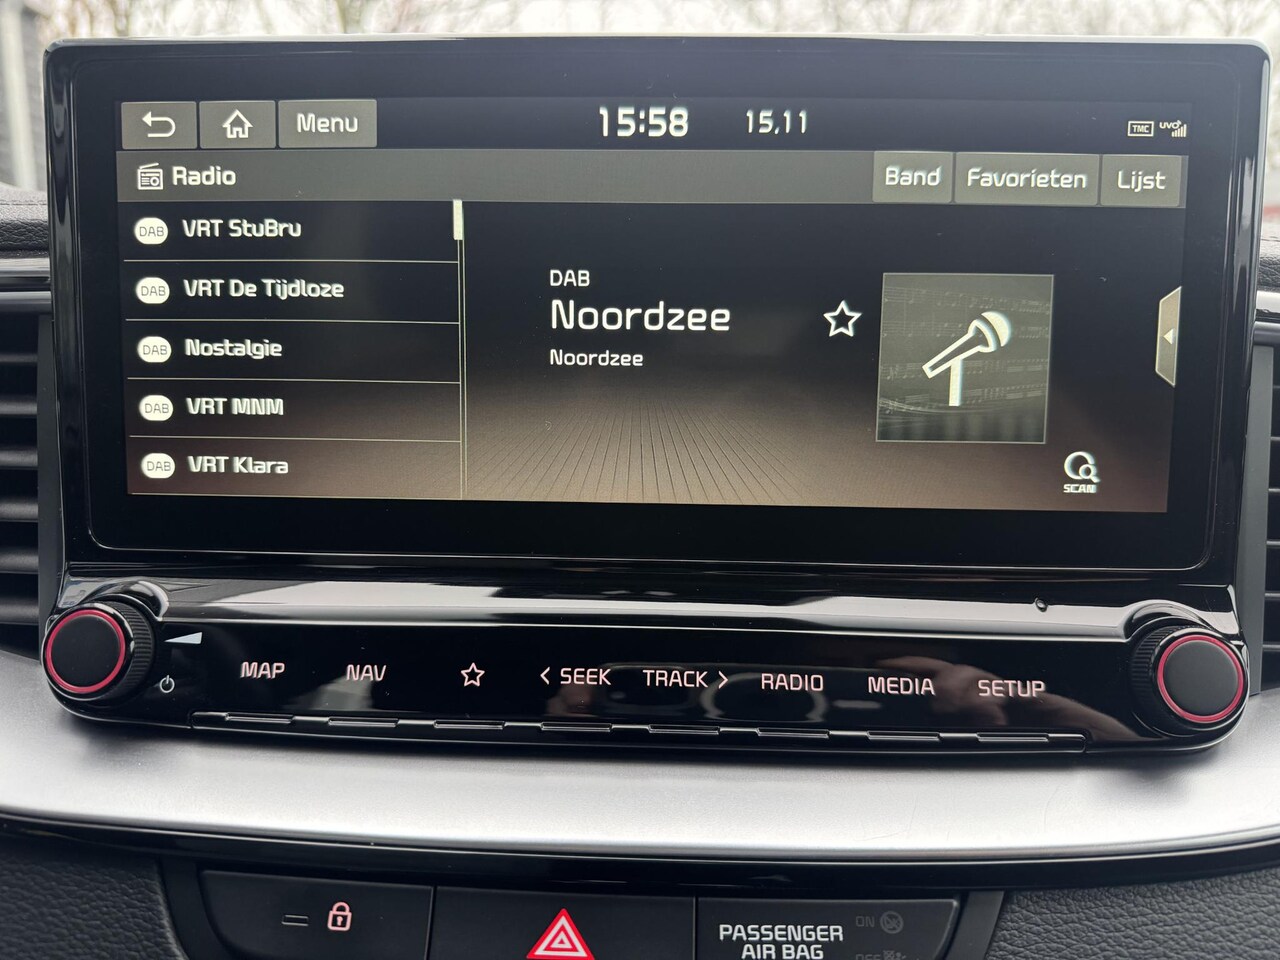 Menu
15:58
15,11
TMC
UVO
Radio
Band
Favorieten
Lijst
DAB VRT StuBru
DAB VRT De Tijdloze
DAB Nostalgie
DAB VRT MNM
DAB VRT Klara
DAB
Noordzee
Noordzee
SCAN
MAP
NAV
< SEEK
TRACK >
RADIO
MEDIA
SETUP
PASSENGER
AIR BAG
ON